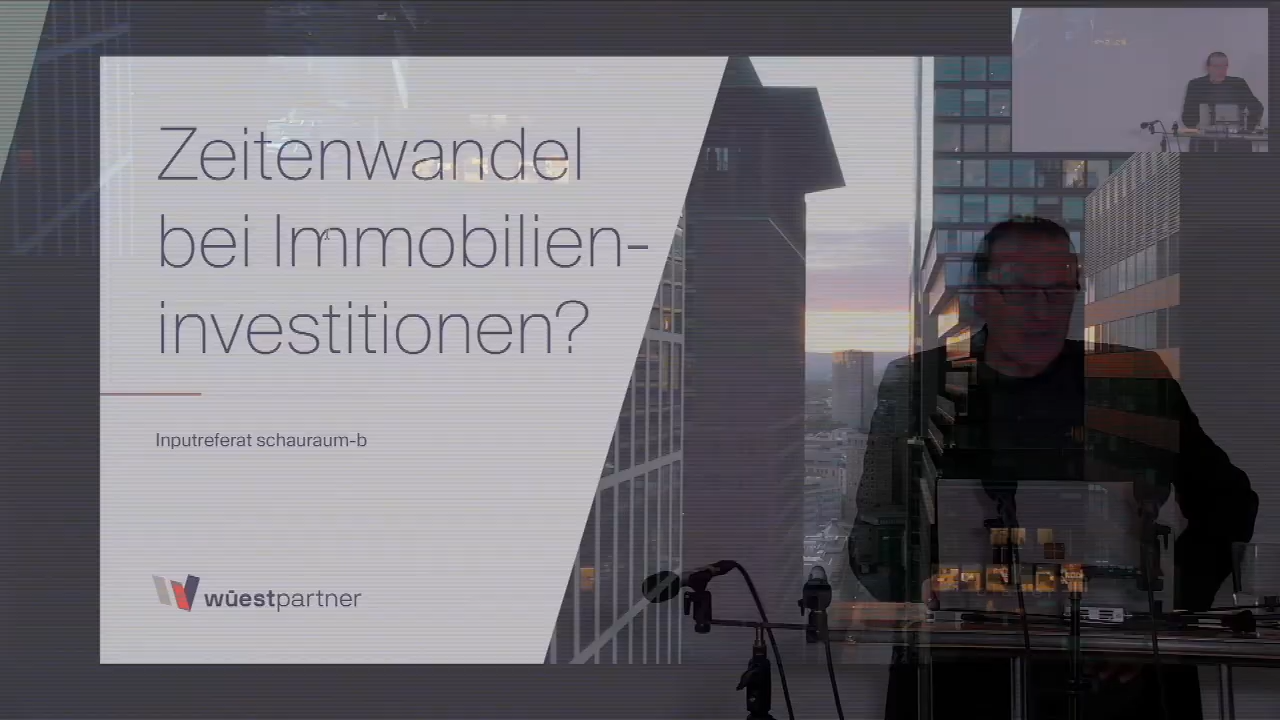 Zeitenwandel
bei Immobilien-
investitionen?
Inputreferat schauraum-b
wüestpartner